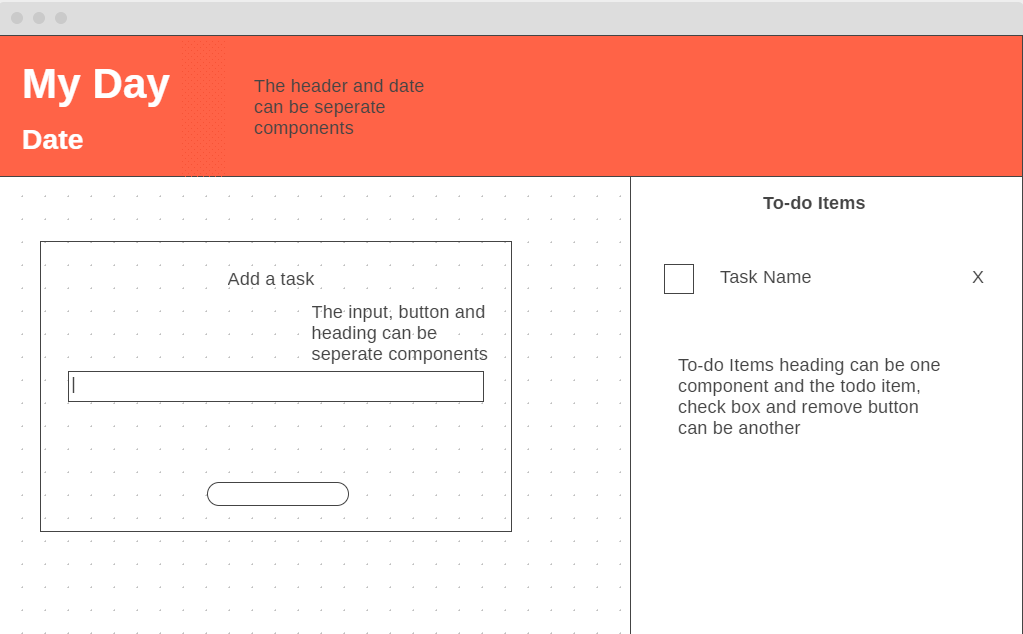 My Day
Date
The header and date
can be seperate
components
Add a task
The input, button and
heading can be
seperate components
To-do Items
Task Name
X
To-do Items heading can be one
component and the todo item,
check box and remove button
can be another